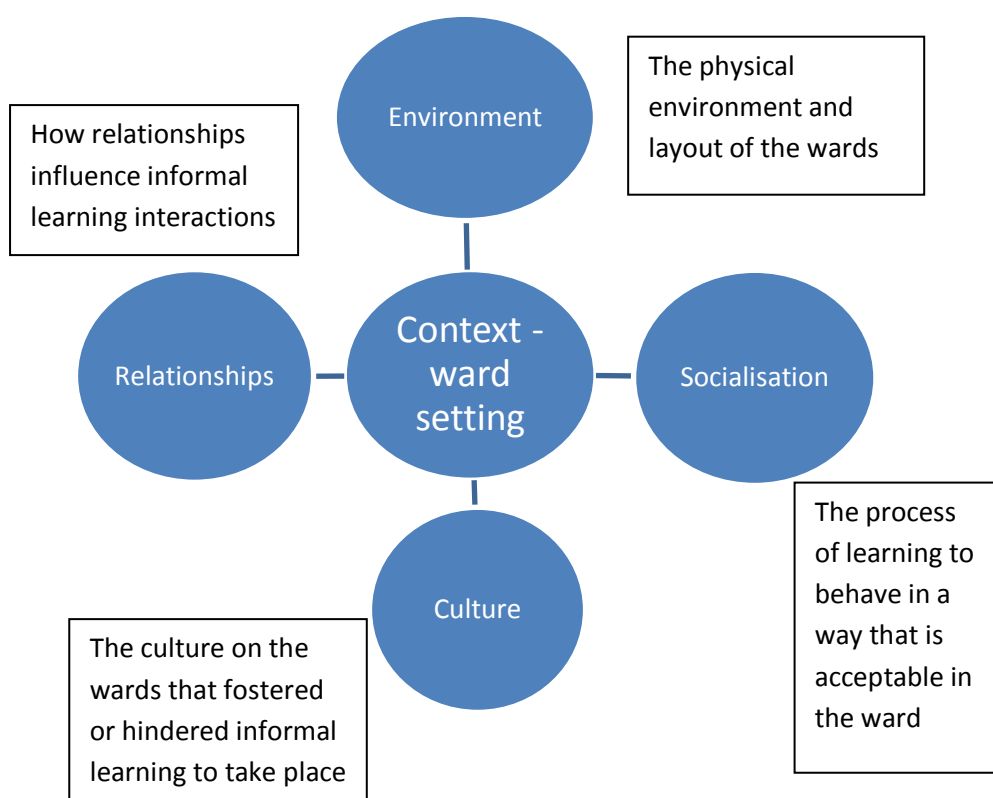 Environment
The physical
environment and
layout of the wards
How relationships
influence informal
learning interactions
Relationships
Context -
ward
setting
Socialisation
The process
of learning to
behave in a
way that is
acceptable in
the ward
Culture
The culture on the
wards that fostered
or hindered informal
learning to take place